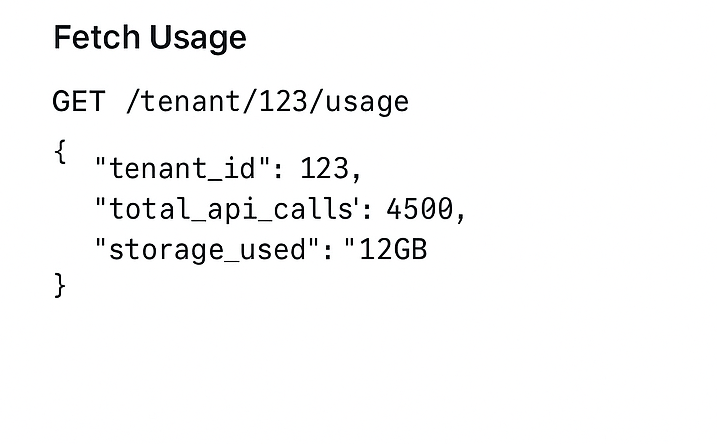 Fetch Usage
GET /tenant/123/usage
{
"tenant_id": 123,
"total_api_calls': 4500,
"storage_used": "12GB
}